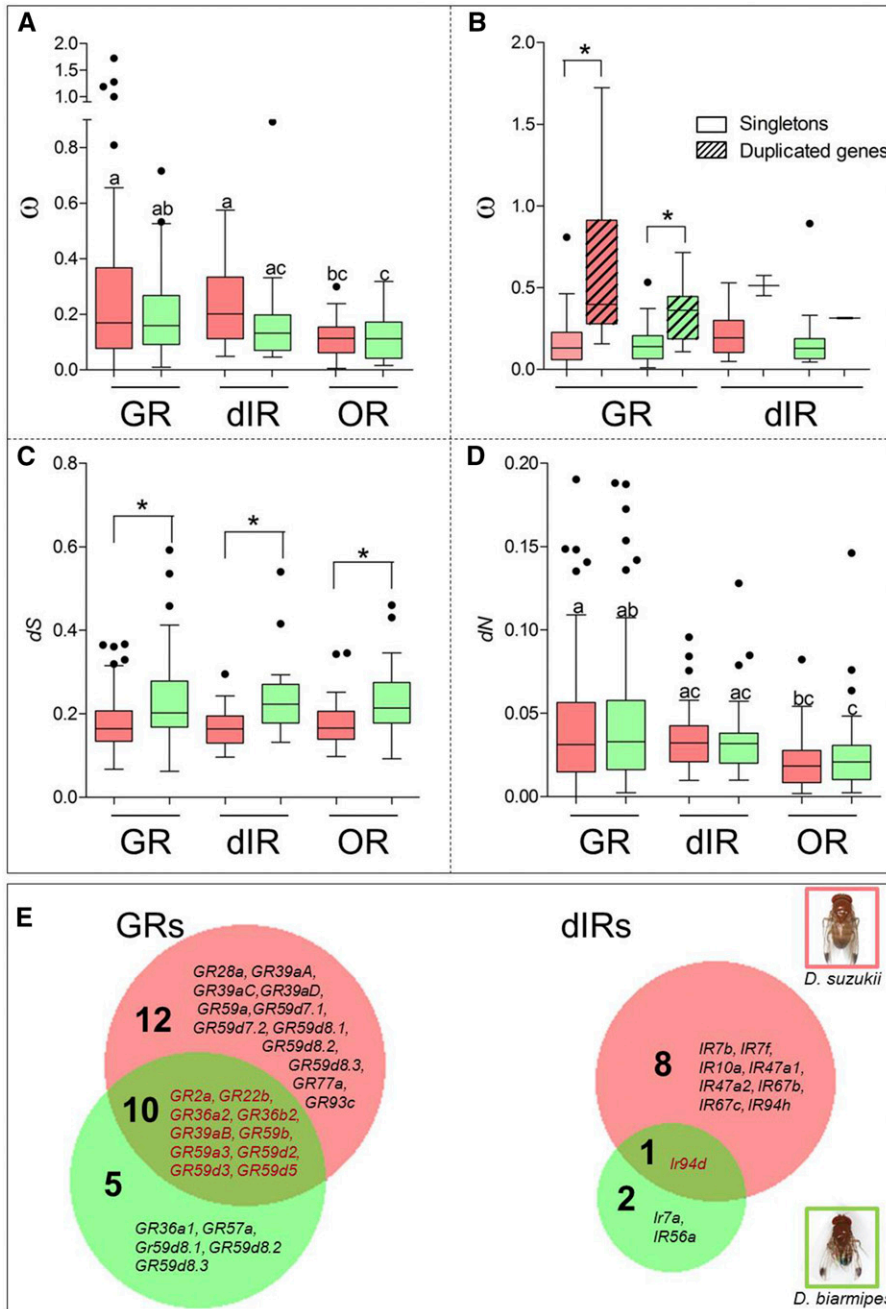 A
2.0
1.5
1.0
0.8
0.6
0.4
0.2
0.0
ω
a
ab
a
ac
bc
c
GR
dIR
OR
B
2.0
1.5
1.0
0.5
0.0
ω
*
*
Singletons
Duplicated genes
GR
dIR
C
0.8
0.6
0.4
0.2
0.0
dS
*
*
*
GR
dIR
OR
D
0.20
0.15
0.10
0.05
0.00
dN
a
ab
ac
ac
bc
c
GR
dIR
OR
E
GRs
12
GR28a, GR39aA,
GR39aC,GR39aD,
GR59a,GR59d7.1,
GR59d7.2, GR59d8.1,
GR59d8.2,
GR59d8.3,
GR77a,
GR93c
10
GR2a, GR22b,
GR36a2, GR36b2,
GR39aB, GR59b,
GR59a3, GR59d2,
GR59d3, GR59d5
5
GR36a1, GR57a,
Gr59d8.1, GR59d8.2
GR59d8.3
dIRs
8
IR7b, IR7f,
IR10a, IR47a1,
IR47a2, IR67b,
IR67c, IR94h
1
Ir94d
2
Ir7a,
IR56a
D. suzukii
D. biarmipes